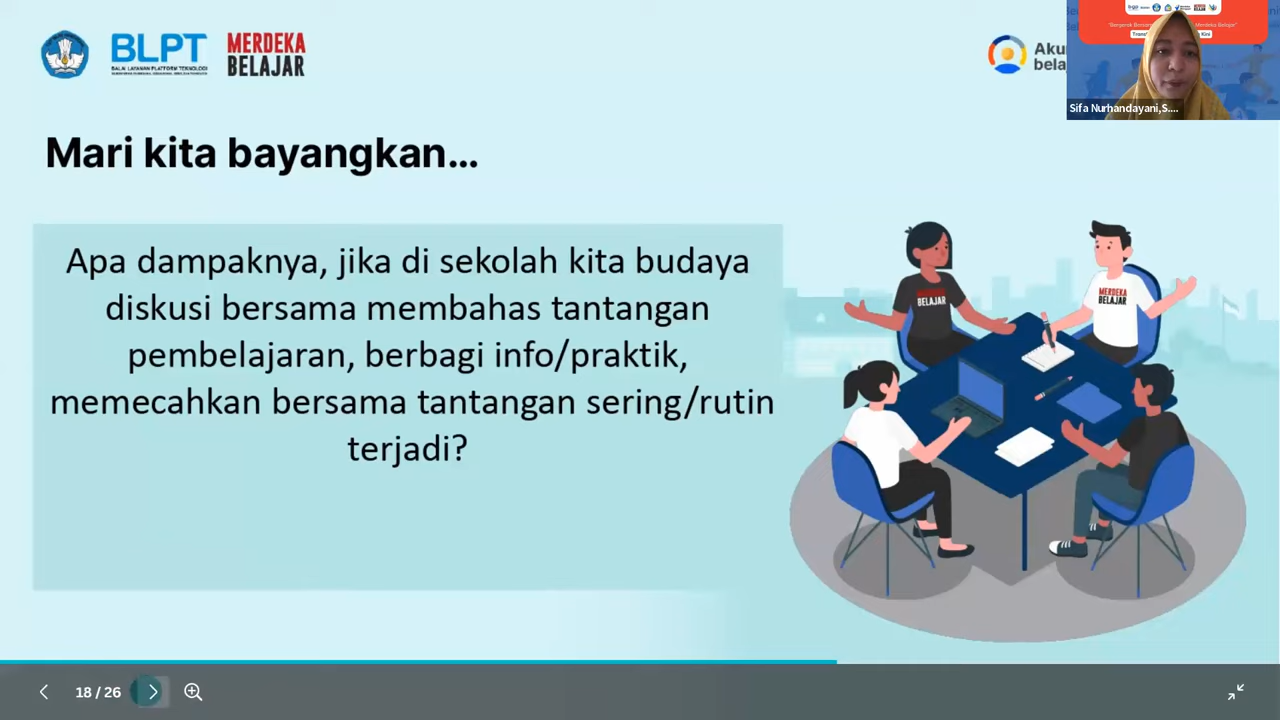 BLPT
BALAI LAYANAN PLATFORM TEKNOLOGI
MERDEKA
BELAJAR
Sifa Nurhandayani,S....
Mari kita bayangkan...
Apa dampaknya, jika di sekolah kita budaya
diskusi bersama membahas tantangan
pembelajaran, berbagi info/praktik,
memecahkan bersama tantangan sering/rutin
terjadi?
MERDEKA
BELAJAR
BELAJAR
18 / 26